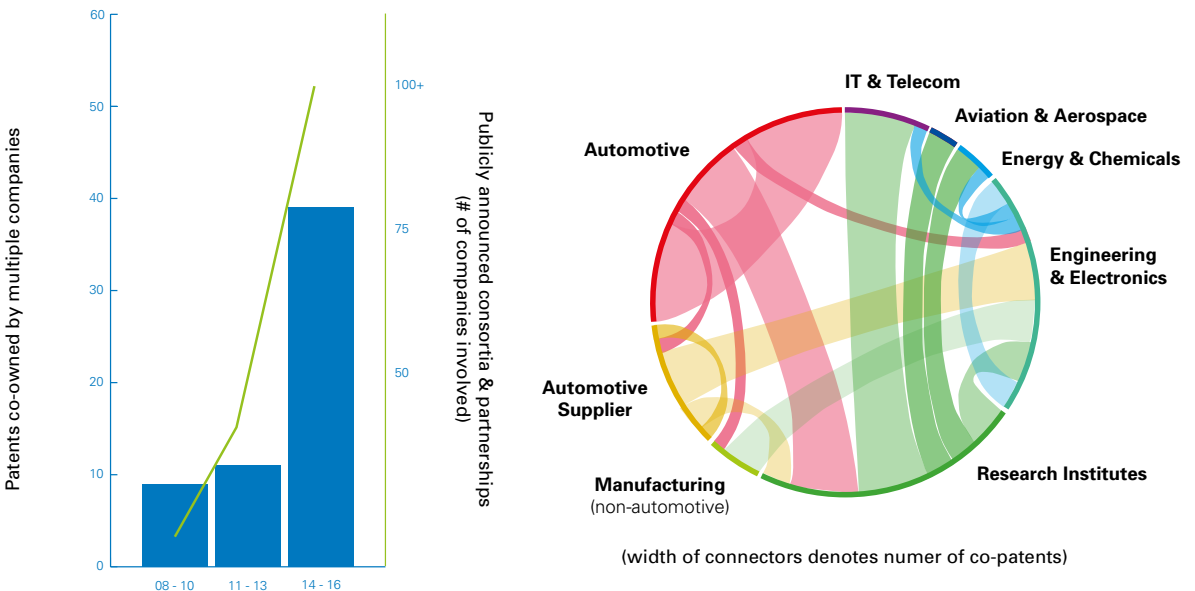 Patents co-owned by multiple companies
60
50
40
30
20
10
0
08 - 10
11 - 13
14 - 16
100+
75
50
Publicly announced consortia & partnerships
(# of companies involved)
IT & Telecom
Aviation & Aerospace
Energy & Chemicals
Engineering
& Electronics
Research Institutes
Manufacturing
(non-automotive)
Automotive
Supplier
Automotive
(width of connectors denotes numer of co-patents)